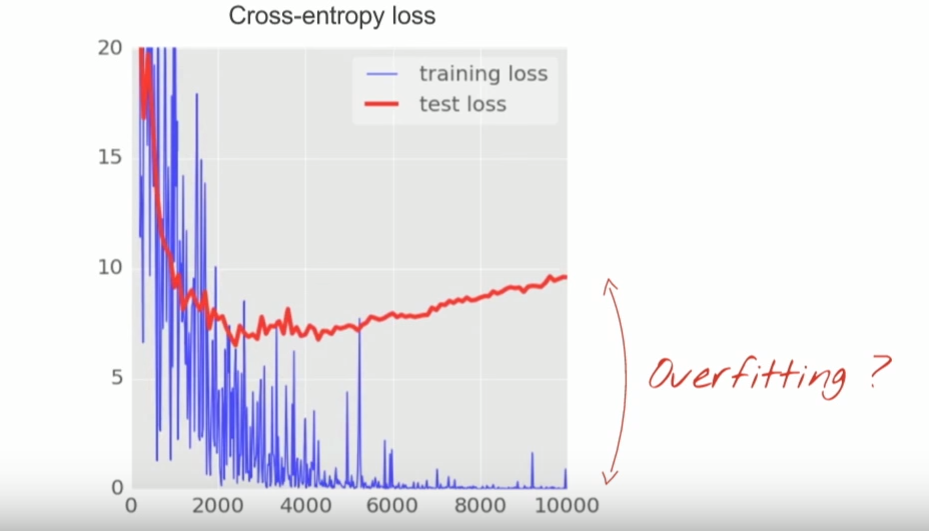 Cross-entropy loss
20
training loss
test loss
15
10
Overfitting ?
5
0
0 2000 4000 6000 8000 10000